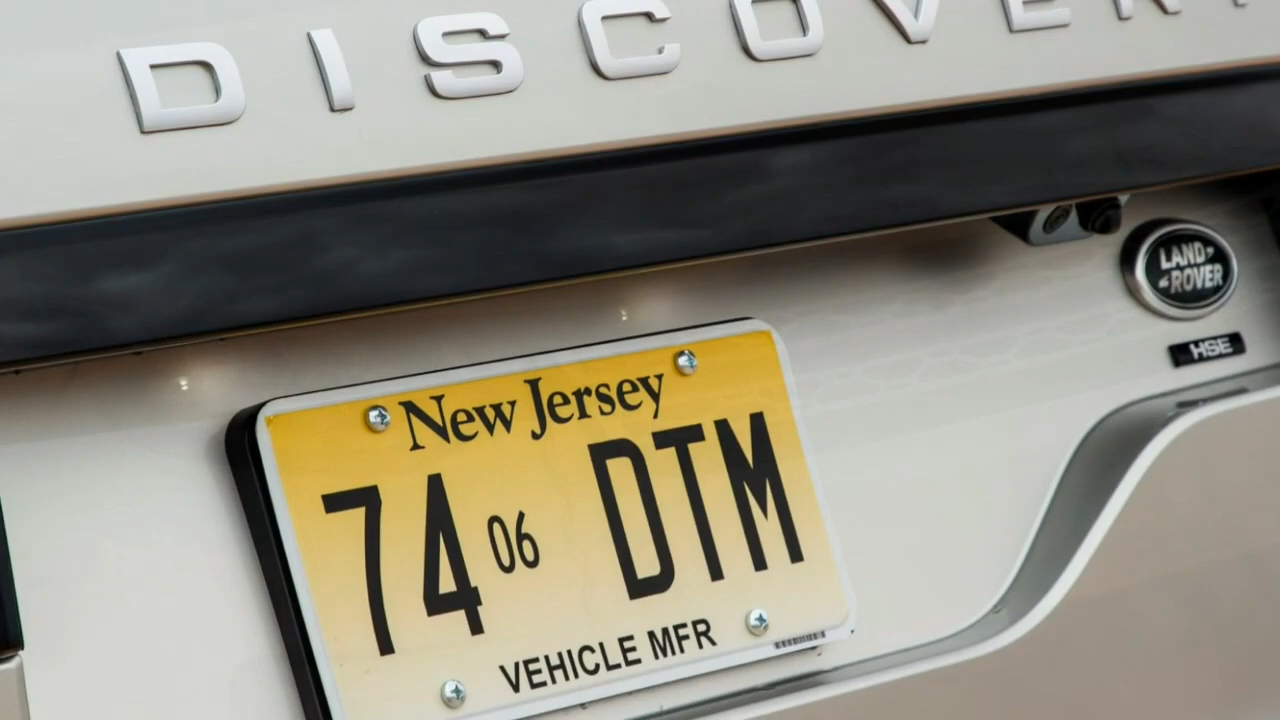 DISCOVERY
LAND
ROVER
HSE
New Jersey
74 06 DTM
VEHICLE MFR